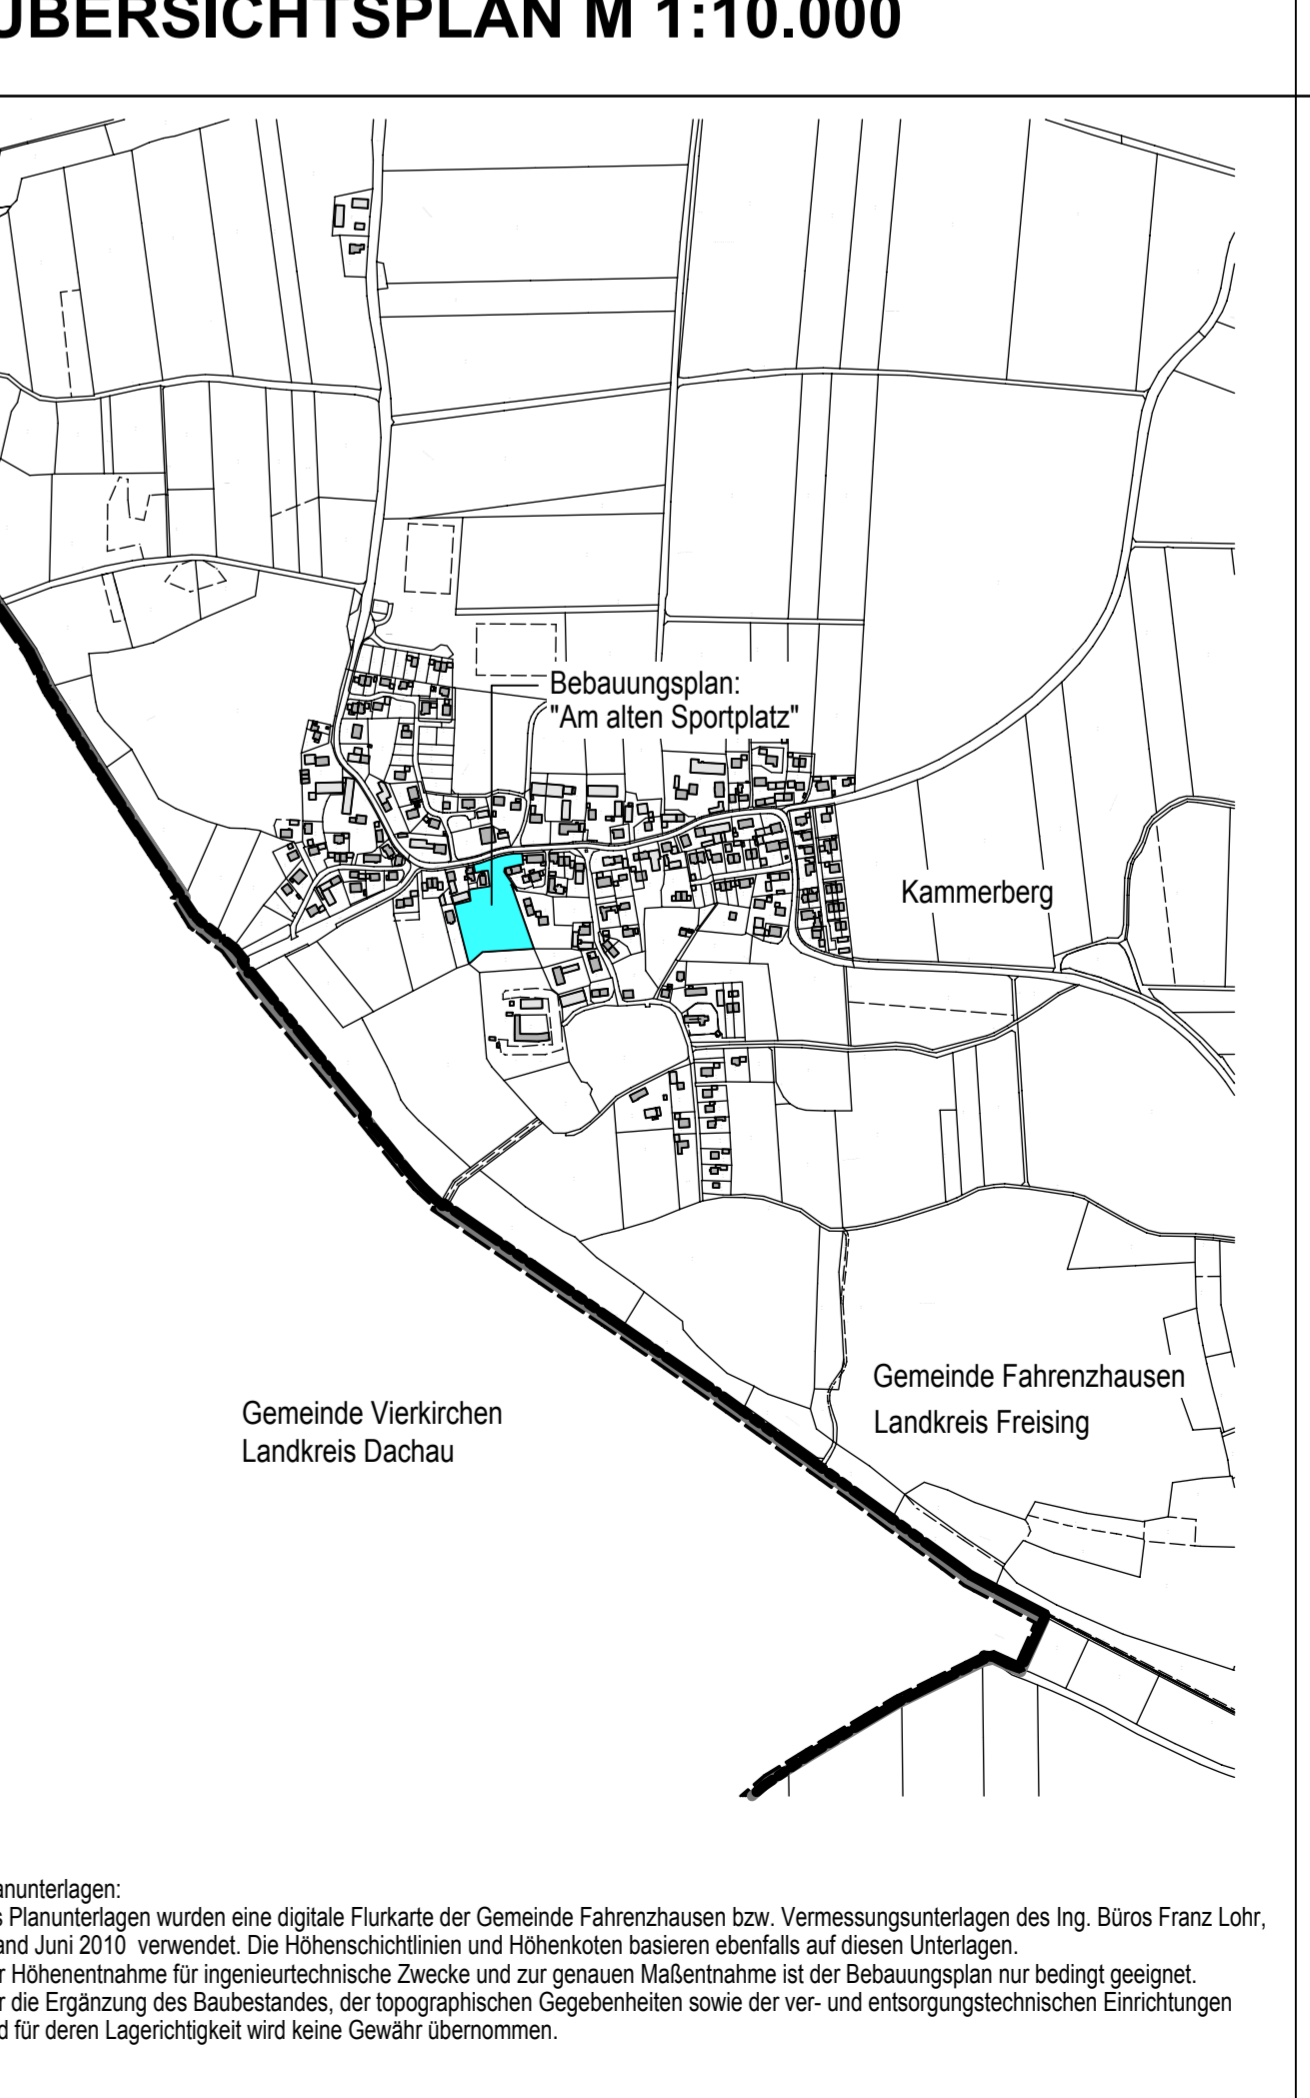 ÜBERSICHTSPLAN M 1:10.000
Bebauungsplan:
"Am alten Sportplatz"
Kammerberg
Gemeinde Fahrenzhausen
Landkreis Freising
Gemeinde Vierkirchen
Landkreis Dachau
anunterlagen:
s Planunterlagen wurden eine digitale Flurkarte der Gemeinde Fahrenzhausen bzw. Vermessungsunterlagen des Ing. Büros Franz Lohr,
and Juni 2010 verwendet. Die Höhenschichtlinien und Höhenkoten basieren ebenfalls auf diesen Unterlagen.
r Höhenentnahme für ingenieurtechnische Zwecke und zur genauen Maßentnahme ist der Bebauungsplan nur bedingt geeignet.
r die Ergänzung des Baubestandes, der topographischen Gegebenheiten sowie der ver- und entsorgungstechnischen Einrichtungen
d für deren Lagerichtigkeit wird keine Gewähr übernommen.